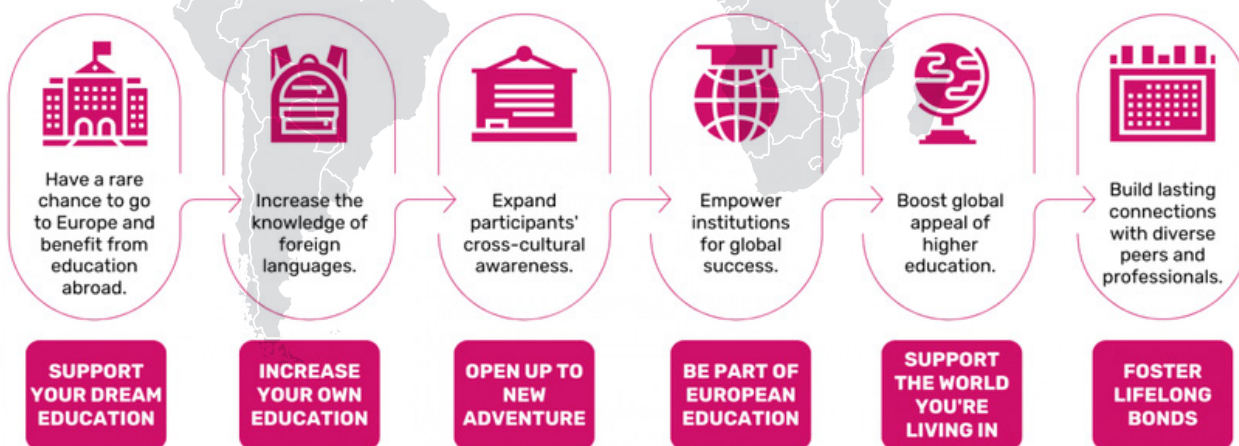 Have a rare
chance to go
to Europe and
benefit from
education
abroad.
Increase the
knowledge of
foreign
languages.
Expand
participants'
cross-cultural
awareness.
Empower
institutions
for global
success.
Boost global
appeal of
higher
education.
Build lasting
connections
with diverse
peers and
professionals.
SUPPORT
YOUR DREAM
EDUCATION
INCREASE
YOUR OWN
EDUCATION
OPEN UP TO
NEW
ADVENTURE
BE PART OF
EUROPEAN
EDUCATION
SUPPORT
THE WORLD
YOU'RE
LIVING IN
FOSTER
LIFELONG
BONDS